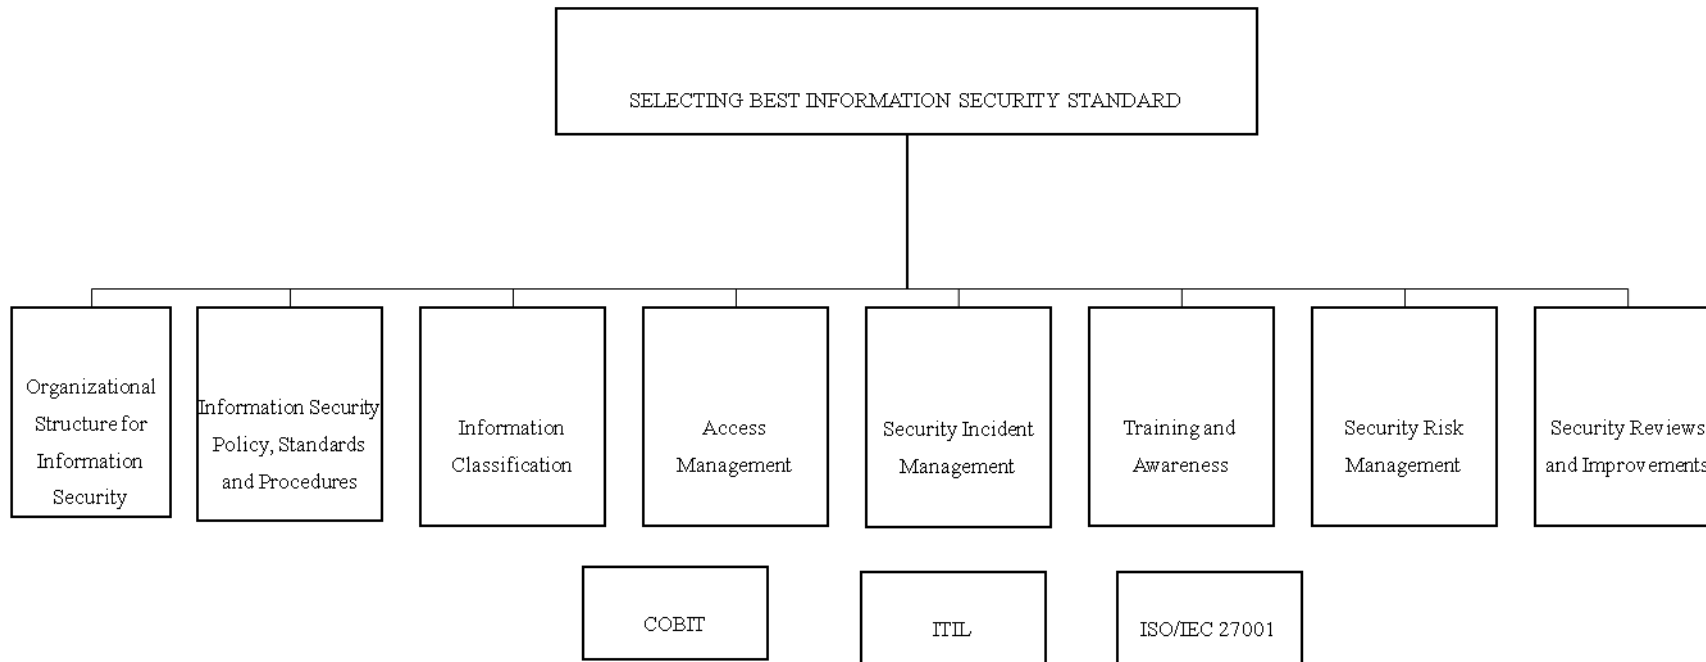 SELECTING BEST INFORMATION SECURITY STANDARD
Organizational
Structure for
Information
Security
Information Security
Policy, Standards
and Procedures
Information
Classification
Access
Management
Security Incident
Management
Training and
Awareness
Security Risk
Management
Security Reviews
and Improvements
COBIT
ITIL
ISO/IEC 27001